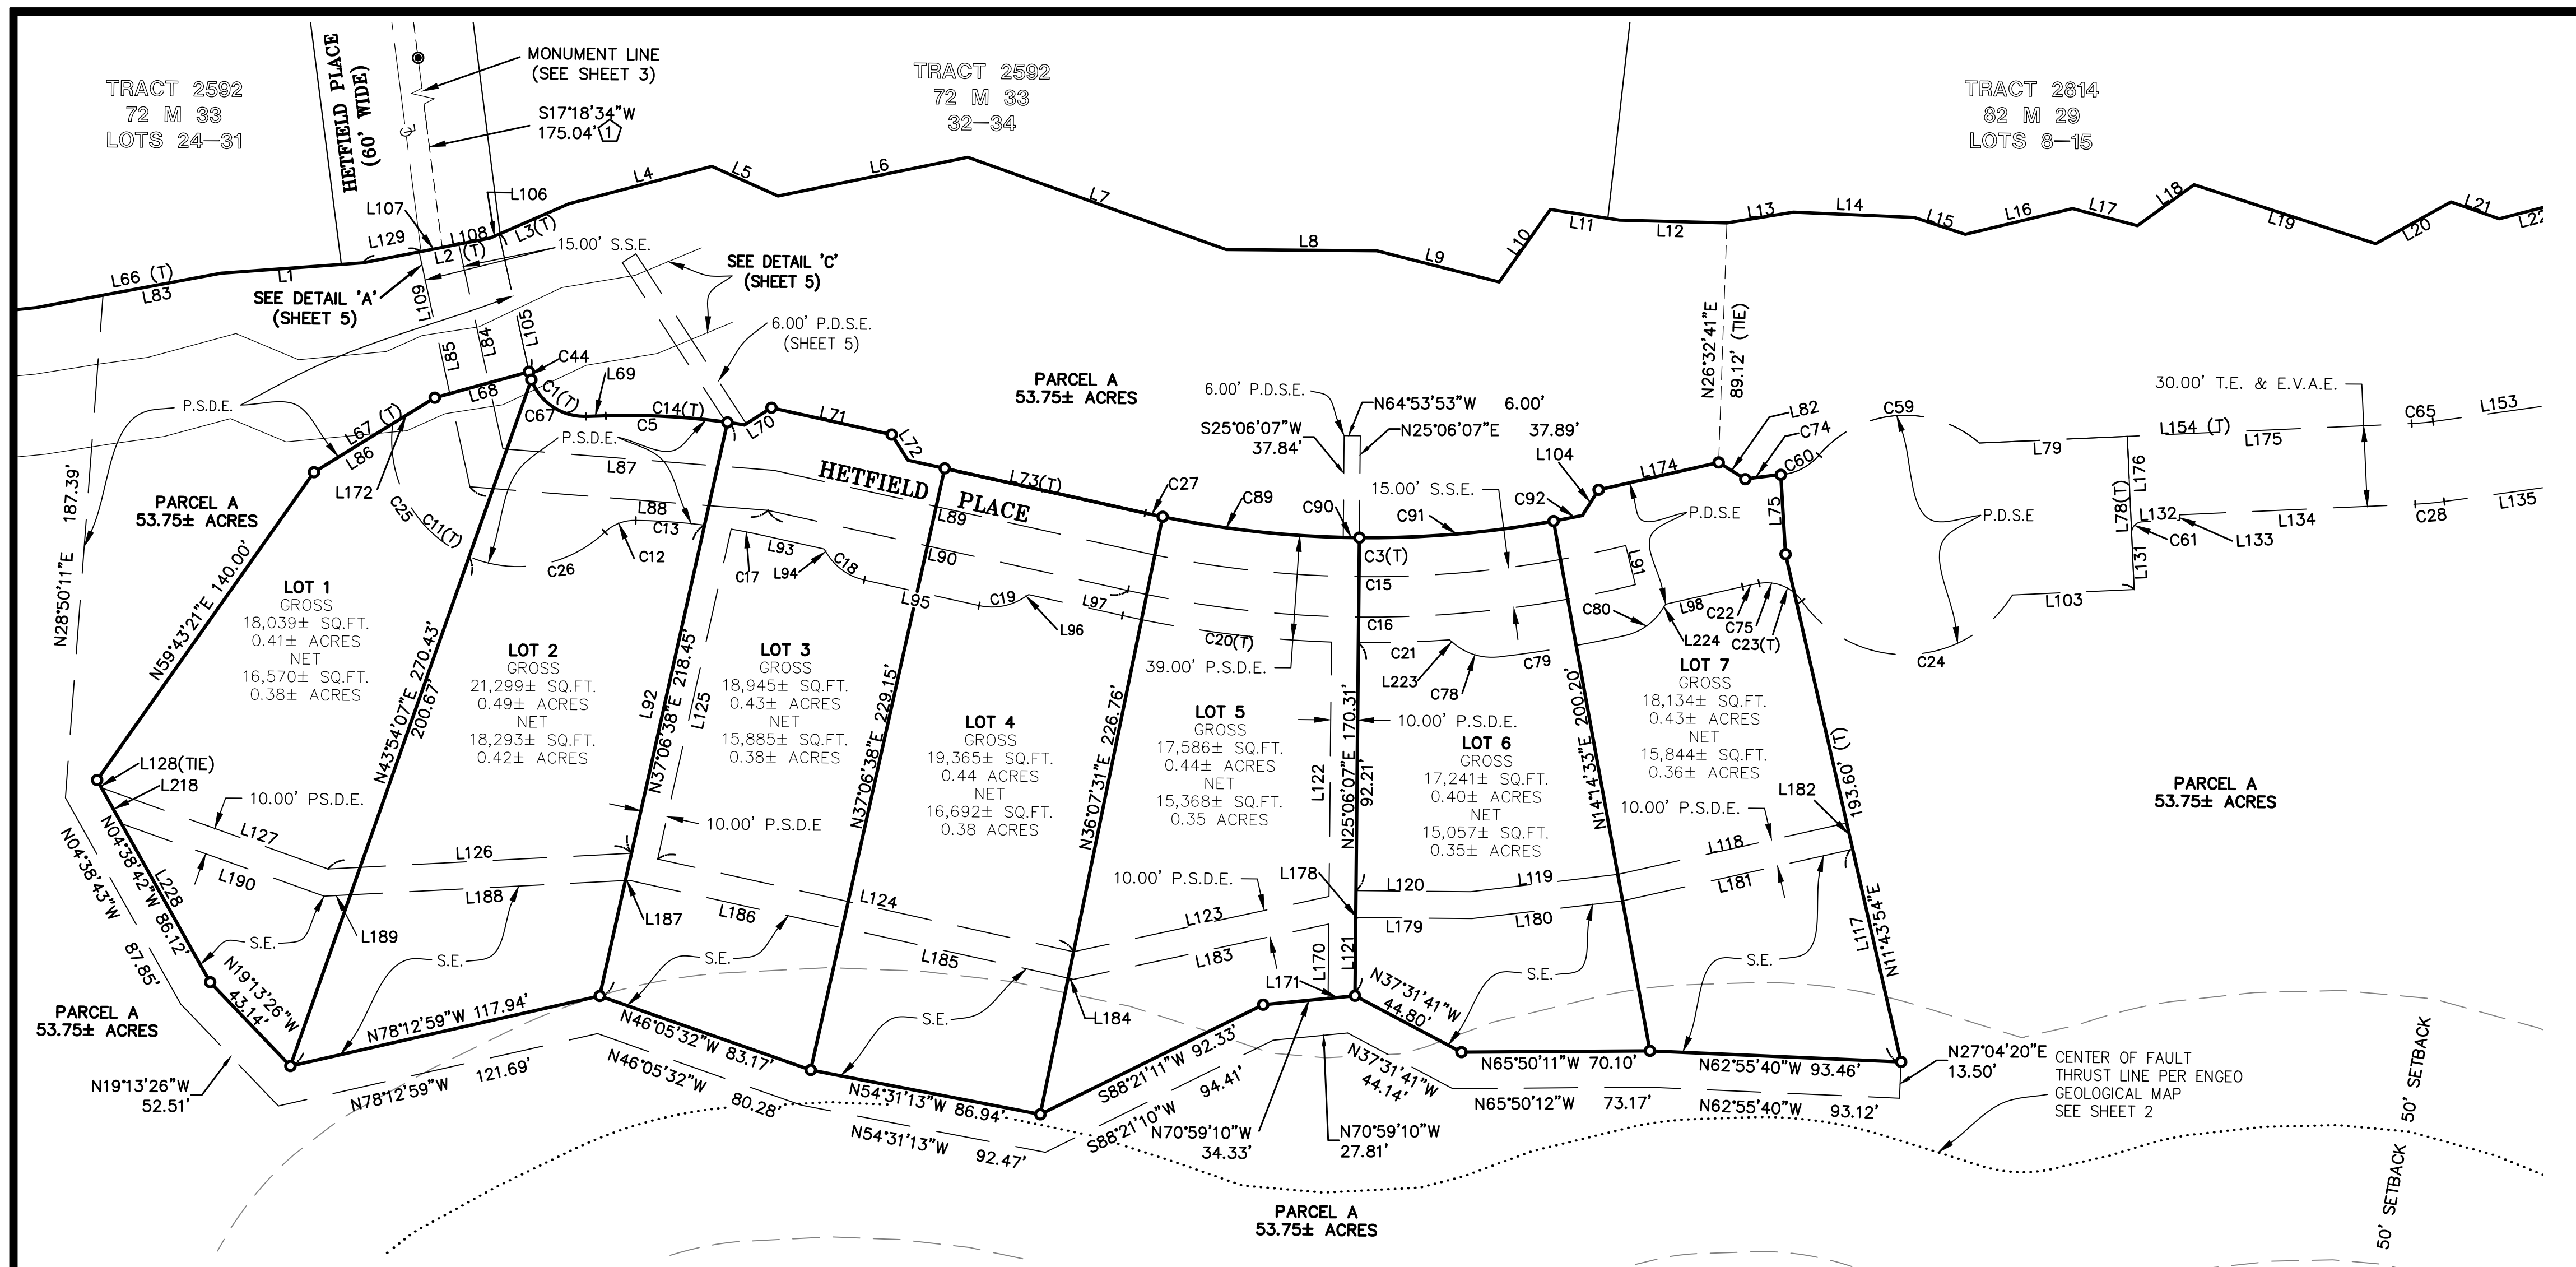 TRACT 2592
72 M 33
LOTS 24—31
HETFIELD PLACE
(60' WIDE)
MONUMENT LINE
(SEE SHEET 3)
S17°18'34"W
175.04' 1
TRACT 2592
72 M 33
32—34
TRACT 2814
82 M 29
LOTS 8—15
L66 (T)
L83
L1
L129
L107
L108
L2 (T)
L106
L3(T)
L4
L5
L6
L7
L8
L9
L10
L11
L12
L13
L14
L15
L16
L17
L18
L19
L20
L21
L22
15.00' S.S.E.
SEE DETAIL 'A'
(SHEET 5)
SEE DETAIL 'C'
(SHEET 5)
6.00' P.D.S.E.
(SHEET 5)
L109
L85
L84
L105
C44
L69
C1(T)
C67
C14(T)
C5
L68
L67 (T)
L86
L172
P.S.D.E.
P.S.D.E.
L70
L71
L72
L73(T)
HETFIELD PLACE
PARCEL A
53.75± ACRES
6.00' P.D.S.E.
N64°53'53"W 6.00'
S25°06'07"W
37.84'
N25°06'07"E 37.89'
N26°32'41"E
89.12' (TIE)
L82
C74
C59
C60
L79
30.00' T.E. & E.V.A.E.
L154 (T)
L175
C65
L153
L176
L78(T)
L132
L133
C61
L131
L134
C28
L135
L103
P.D.S.E
P.D.S.E
L75
L174
L104
C92
15.00' S.S.E.
C91
C90
C89
C27
C3(T)
C15
C16
L91
C80
L98
C22
C75
C23(T)
L224
C24
C21
C79
L223
C78
C20(T)
39.00' P.S.D.E.
L87
L88
L89
L90
C25
C11(T)
C26
C12
C13
L93
C17
L94
C18
L95
C19
L96
L97
PARCEL A
53.75± ACRES
N28°50'11"E 187.39'
N59°43'21"E 140.00'
LOT 1
GROSS
18,039± SQ.FT.
0.41± ACRES
NET
16,570± SQ.FT.
0.38± ACRES
N43°54'07"E 270.43'
200.67'
LOT 2
GROSS
21,299± SQ.FT.
0.49± ACRES
NET
18,293± SQ.FT.
0.42± ACRES
L92
N37°06'38"E 218.45'
L125
LOT 3
GROSS
18,945± SQ.FT.
0.43± ACRES
NET
15,885± SQ.FT.
0.38± ACRES
N37°06'38"E 229.15'
LOT 4
GROSS
19,365± SQ.FT.
0.44 ACRES
NET
16,692± SQ.FT.
0.38 ACRES
N36°07'31"E 226.76'
LOT 5
GROSS
17,586± SQ.FT.
0.44± ACRES
NET
15,368± SQ.FT.
0.35 ACRES
L122
N25°06'07"E 170.31'
92.21'
10.00' P.S.D.E.
LOT 6
GROSS
17,241± SQ.FT.
0.40± ACRES
NET
15,057± SQ.FT.
0.35± ACRES
N14°14'33"E 200.20'
LOT 7
GROSS
18,134± SQ.FT.
0.43± ACRES
NET
15,844± SQ.FT.
0.36± ACRES
10.00' P.S.D.E.
L182
193.60' (T)
L117
N11°43'54"E
PARCEL A
53.75± ACRES
L128(TIE)
L218
10.00' PS.D.E.
L127
L190
L228
N04°38'42"W 86.12'
N04°38'43"W 87.85'
L126
L188
L189
S.E.
S.E.
L187
10.00' P.S.D.E
L186
L124
L185
S.E.
S.E.
L184
10.00' P.S.D.E.
L123
L183
L178
L170
L171
L121
L120
L119
L118
L179
L180
L181
S.E.
S.E.
PARCEL A
53.75± ACRES
N19°13'26"W
43.14'
N19°13'26"W
52.51'
N78°12'59"W 117.94'
N78°12'59"W 121.69'
N46°05'32"W 83.17'
N46°05'32"W 80.28'
N54°31'13"W 86.94'
N54°31'13"W 92.47'
S88°21'11"W 92.33'
S88°21'10"W 94.41'
N70°59'10"W
34.33'
N70°59'10"W
27.81'
N37°31'41"W
44.80'
N37°31'41"W
44.14'
N65°50'11"W 70.10'
N65°50'12"W 73.17'
N62°55'40"W 93.46'
N62°55'40"W 93.12'
N27°04'20"E
13.50'
CENTER OF FAULT
THRUST LINE PER ENGEO
GEOLOGICAL MAP
SEE SHEET 2
50' SETBACK
50' SETBACK
PARCEL A
53.75± ACRES